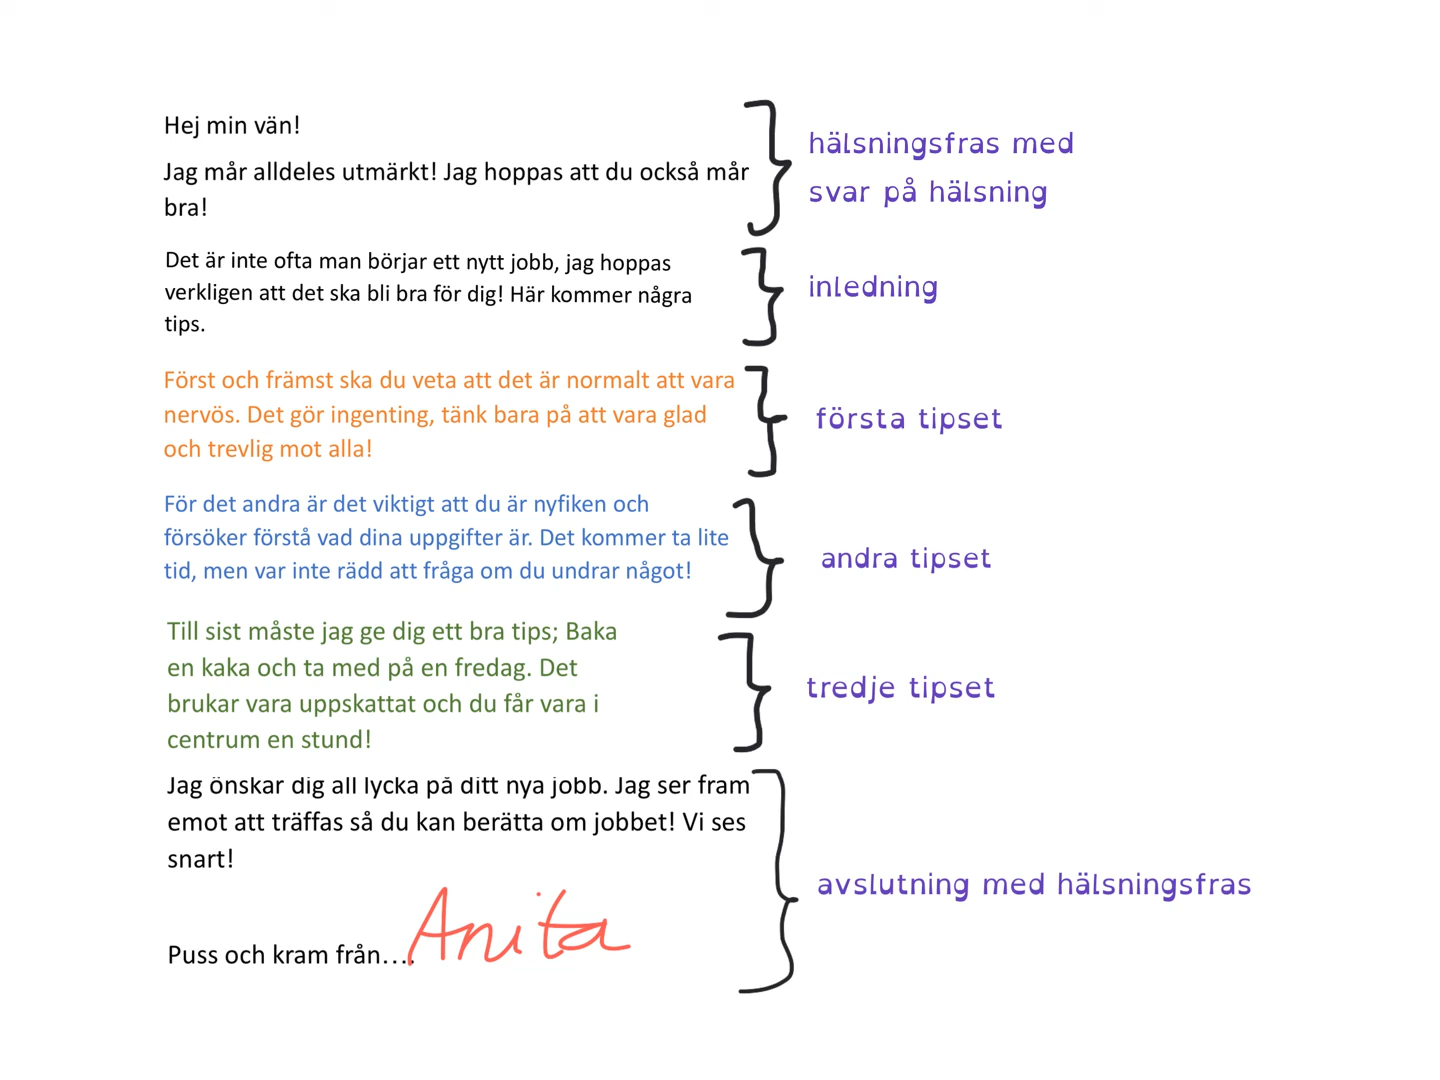 Hej min vän!
Jag mår alldeles utmärkt! Jag hoppas att du också mår
bra!
hälsningsfras med
svar på hälsning
Det är inte ofta man börjar ett nytt jobb, jag hoppas
verkligen att det ska bli bra för dig! Här kommer några
tips.
inledning
Först och främst ska du veta att det är normalt att vara
nervös. Det gör ingenting, tänk bara på att vara glad
och trevlig mot alla!
första tipset
För det andra är det viktigt att du är nyfiken och
försöker förstå vad dina uppgifter är. Det kommer ta lite
tid, men var inte rädd att fråga om du undrar något!
andra tipset
Till sist måste jag ge dig ett bra tips; Baka
en kaka och ta med på en fredag. Det
brukar vara uppskattat och du får vara i
centrum en stund!
tredje tipset
Jag önskar dig all lycka på ditt nya jobb. Jag ser fram
emot att träffas så du kan berätta om jobbet! Vi ses
snart!
Puss och kram från.... Anita
avslutning med hälsningsfras